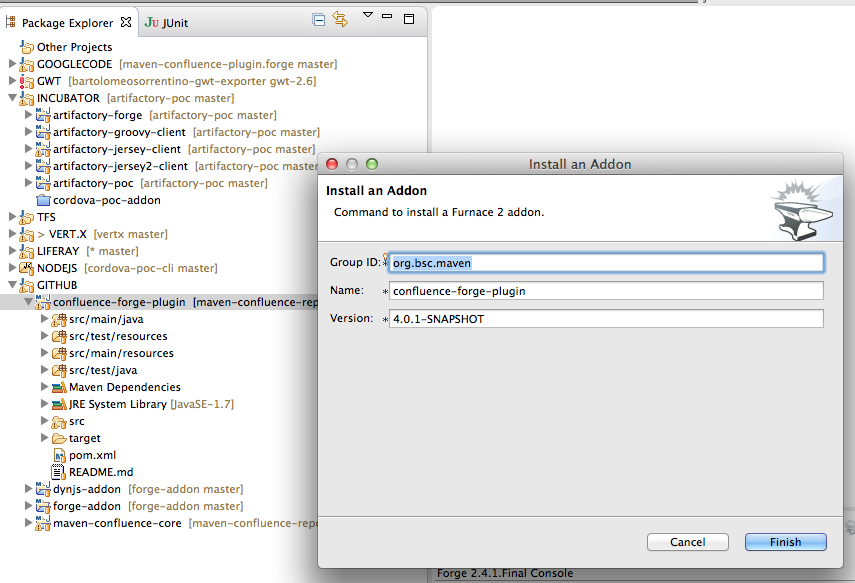 Package Explorer
JUnit
Other Projects
GOOGLECODE [maven-confluence-plugin.forge master]
GWT [bartolomeosorrentino-gwt-exporter gwt-2.6]
INCUBATOR [artifactory-poc master]
artifactory-forge [artifactory-poc master]
artifactory-groovy-client [artifactory-poc master]
artifactory-jersey-client [artifactory-poc master]
artifactory-jersey2-client [artifactory-poc master
artifactory-poc [artifactory-poc master]
cordova-poc-addon
TFS
> VERT.X [vertx master]
LIFERAY [* master]
NODEJS [cordova-poc-cli master]
GITHUB
confluence-forge-plugin [maven-confluence-rep
src/main/java
src/test/resources
src/main/resources
src/test/java
Maven Dependencies
JRE System Library [JavaSE-1.7]
src
target
pom.xml
README.md
dynjs-addon [forge-addon master]
forge-addon [forge-addon master]
maven-confluence-core [maven-confluence-repo
Install an Addon
Install an Addon
Command to install a Furnace 2 addon.
Group ID:* org.bsc.maven
Name: * confluence-forge-plugin
Version: * 4.0.1-SNAPSHOT
Cancel
Finish
Forge 2.4.1.Final Console